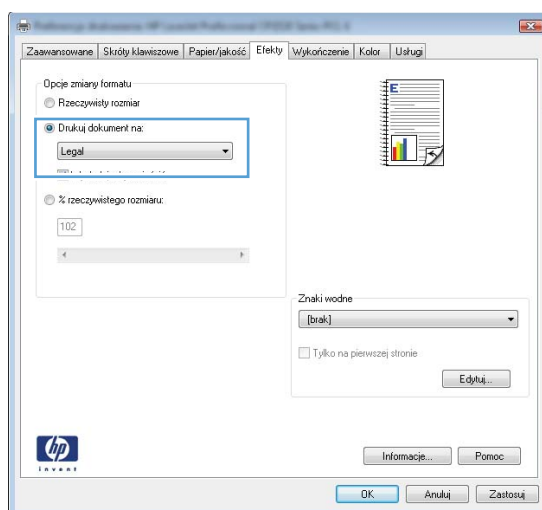 Zaawansowane Skróty klawiszowe Papier/jakość Efekty Wykończenie Kolor Usługi
Opcje zmiany formatu
Rzeczywisty rozmiar
Drukuj dokument na:
Legal
% rzeczywistego rozmiaru:
102
E
Znaki wodne
[brak]
Tylko na pierwszej stronie
Edytuj...
hp
invent
Informacje... Pomoc
OK Anuluj Zastosuj